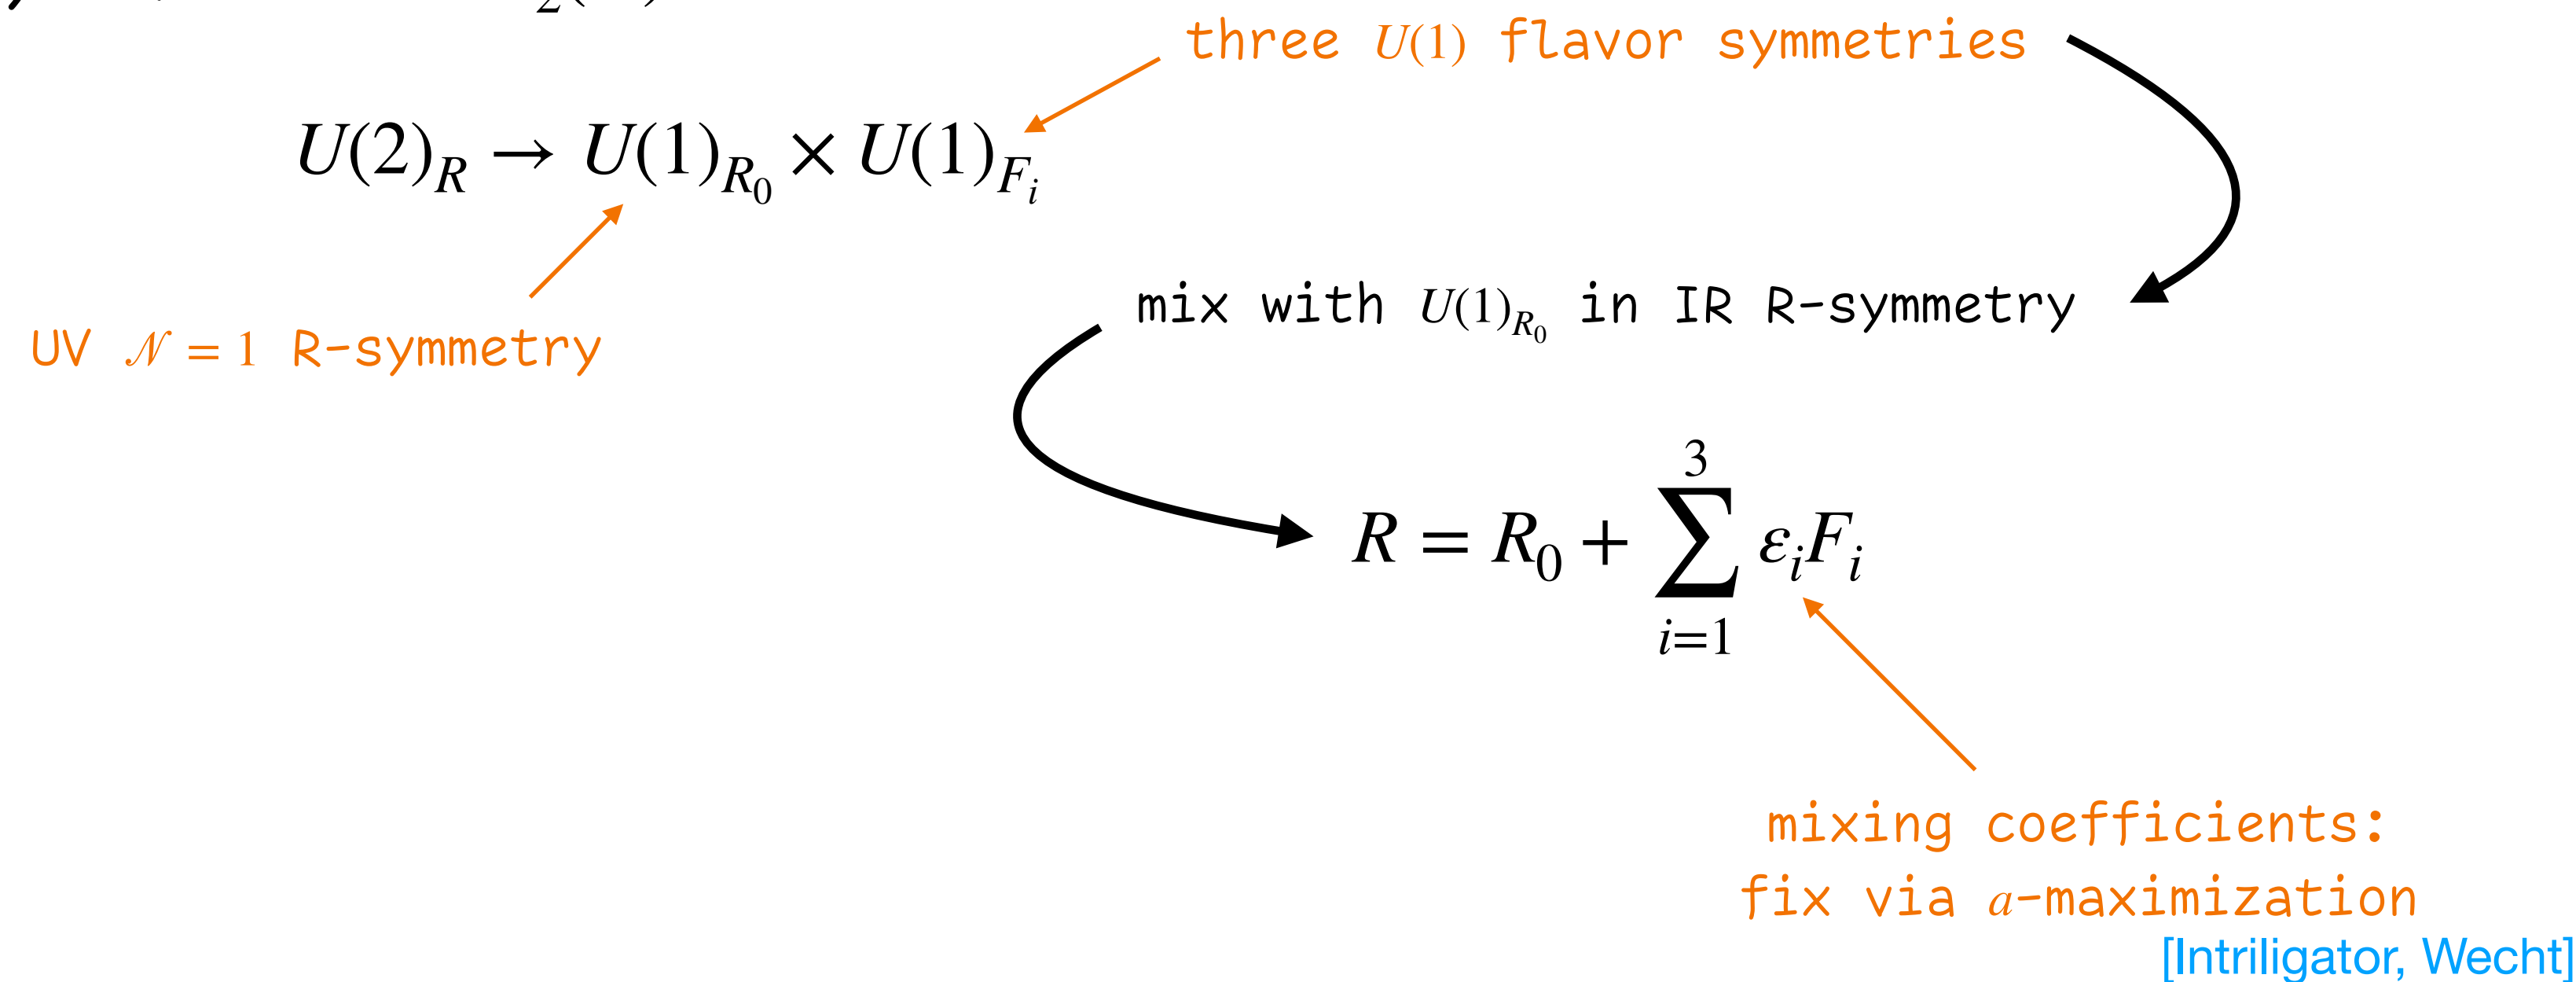 three U(1) flavor symmetries
U(2)_R → U(1)_{R_0} × U(1)_{F_i}
mix with U(1)_{R_0} in IR R-symmetry
UV 𝒩 = 1 R-symmetry
R = R_0 + \sum_{i=1}^{3} ε_i F_i
mixing coefficients:
fix via a-maximization
[Intriligator, Wecht]